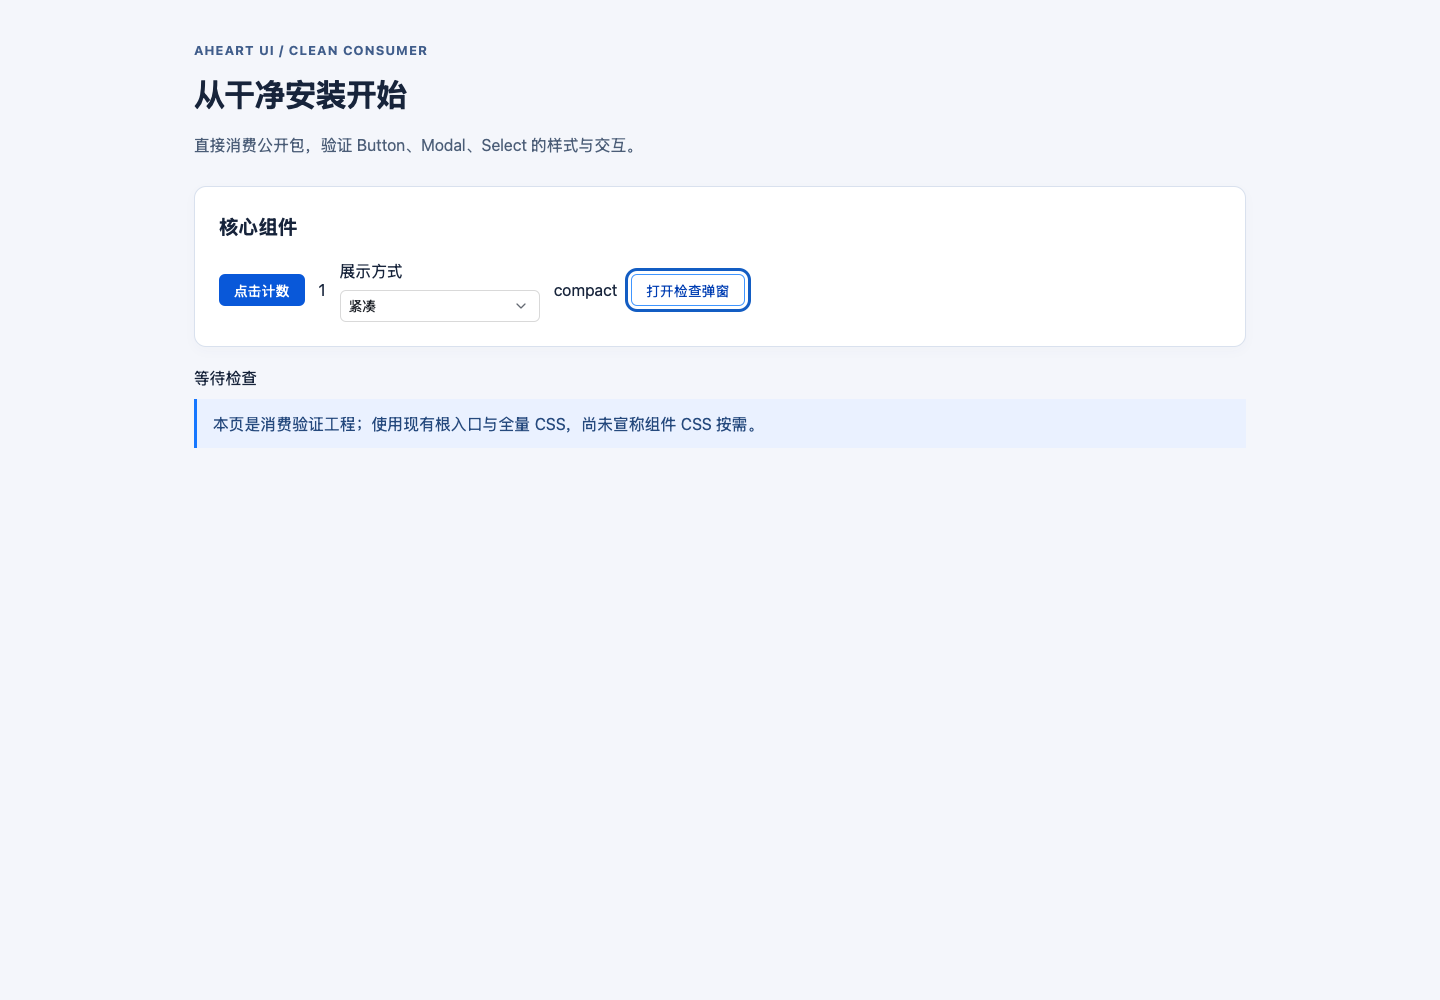 AHEART UI / CLEAN CONSUMER
从干净安装开始
直接消费公开包，验证 Button、Modal、Select 的样式与交互。
核心组件
展示方式
点击计数 1 紧凑 compact 打开检查弹窗
等待检查
本页是消费验证工程；使用现有根入口与全量 CSS，尚未宣称组件 CSS 按需。